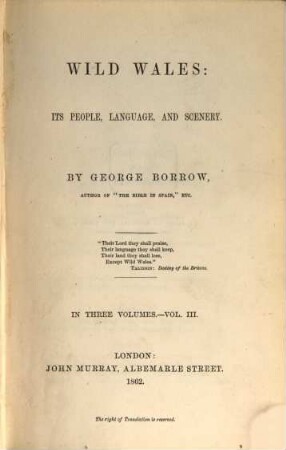 WILD WALES:
ITS PEOPLE, LANGUAGE, AND SCENERY.
BY GEORGE BORROW,
AUTHOR OF "THE BIBLE IN SPAIN," ETC.
"Their Lord they shall praise,
Their language they shall keep,
Their land they shall lose,
Except Wild Wales."
TALIESIN: Destiny of the Britons.
IN THREE VOLUMES.—VOL. III.
LONDON:
JOHN MURRAY, ALBEMARLE STREET.
1862.
The right of Translation is reserved.